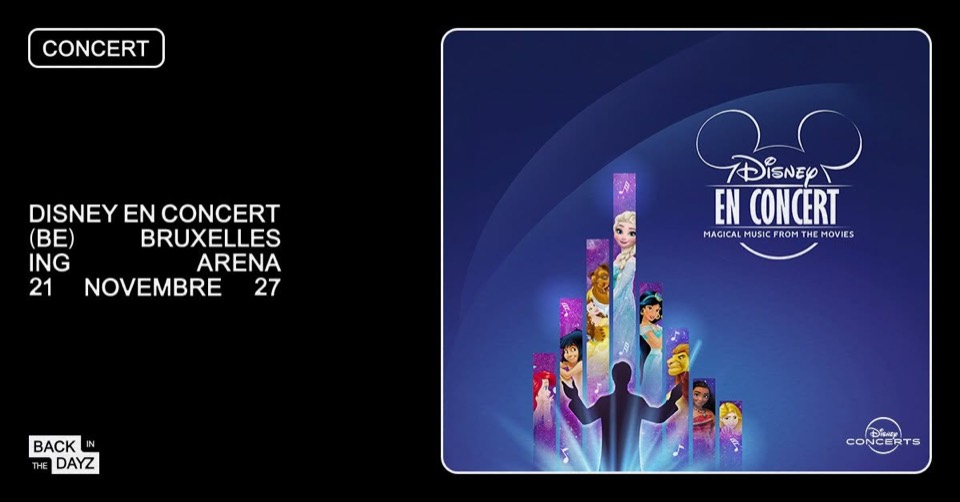 CONCERT
DISNEY EN CONCERT
(BE) BRUXELLES
ING ARENA
21 NOVEMBRE 27
BACK IN
THE DAYZ
Disney
EN CONCERT
MAGICAL MUSIC FROM THE MOVIES
Disney
CONCERTS